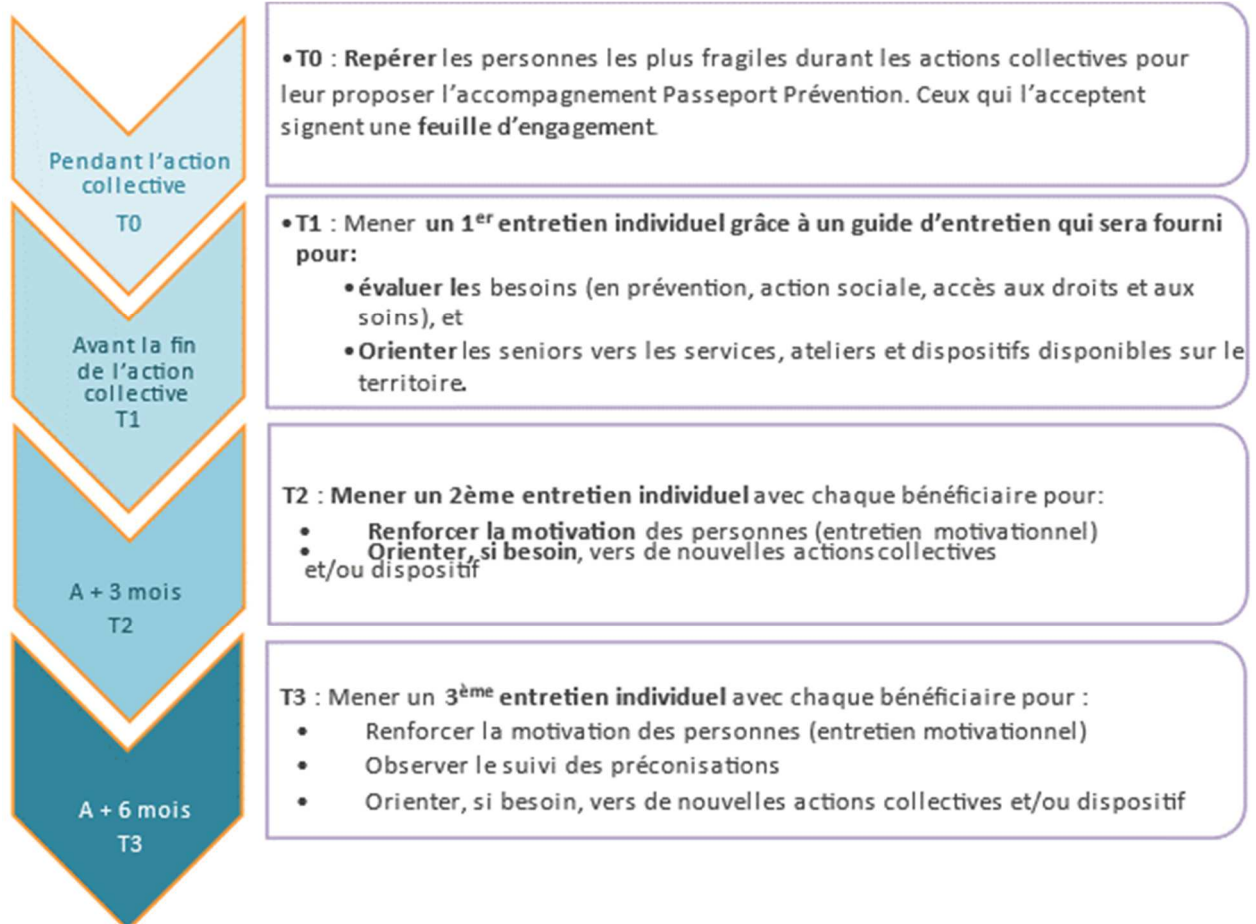 Pendant l'action
collective
T0
•T0 : Repérer les personnes les plus fragiles durant les actions collectives pour
leur proposer l'accompagnement Passeport Prévention. Ceux qui l'acceptent
signent une feuille d'engagement.
Avant la fin
de l'action
collective
T1
•T1 : Mener un 1er entretien individuel grâce à un guide d'entretien qui sera fourni
pour:
•évaluer les besoins (en prévention, action sociale, accès aux droits et aux
soins), et
•Orienter les seniors vers les services, ateliers et dispositifs disponibles sur le
territoire.
A + 3 mois
T2
T2 : Mener un 2ème entretien individuel avec chaque bénéficiaire pour:
• Renforcer la motivation des personnes (entretien motivationnel)
• Orienter, si besoin, vers de nouvelles actions collectives
et/ou dispositif
A + 6 mois
T3
T3 : Mener un 3ème entretien individuel avec chaque bénéficiaire pour :
• Renforcer la motivation des personnes (entretien motivationnel)
• Observer le suivi des préconisations
• Orienter, si besoin, vers de nouvelles actions collectives et/ou dispositif